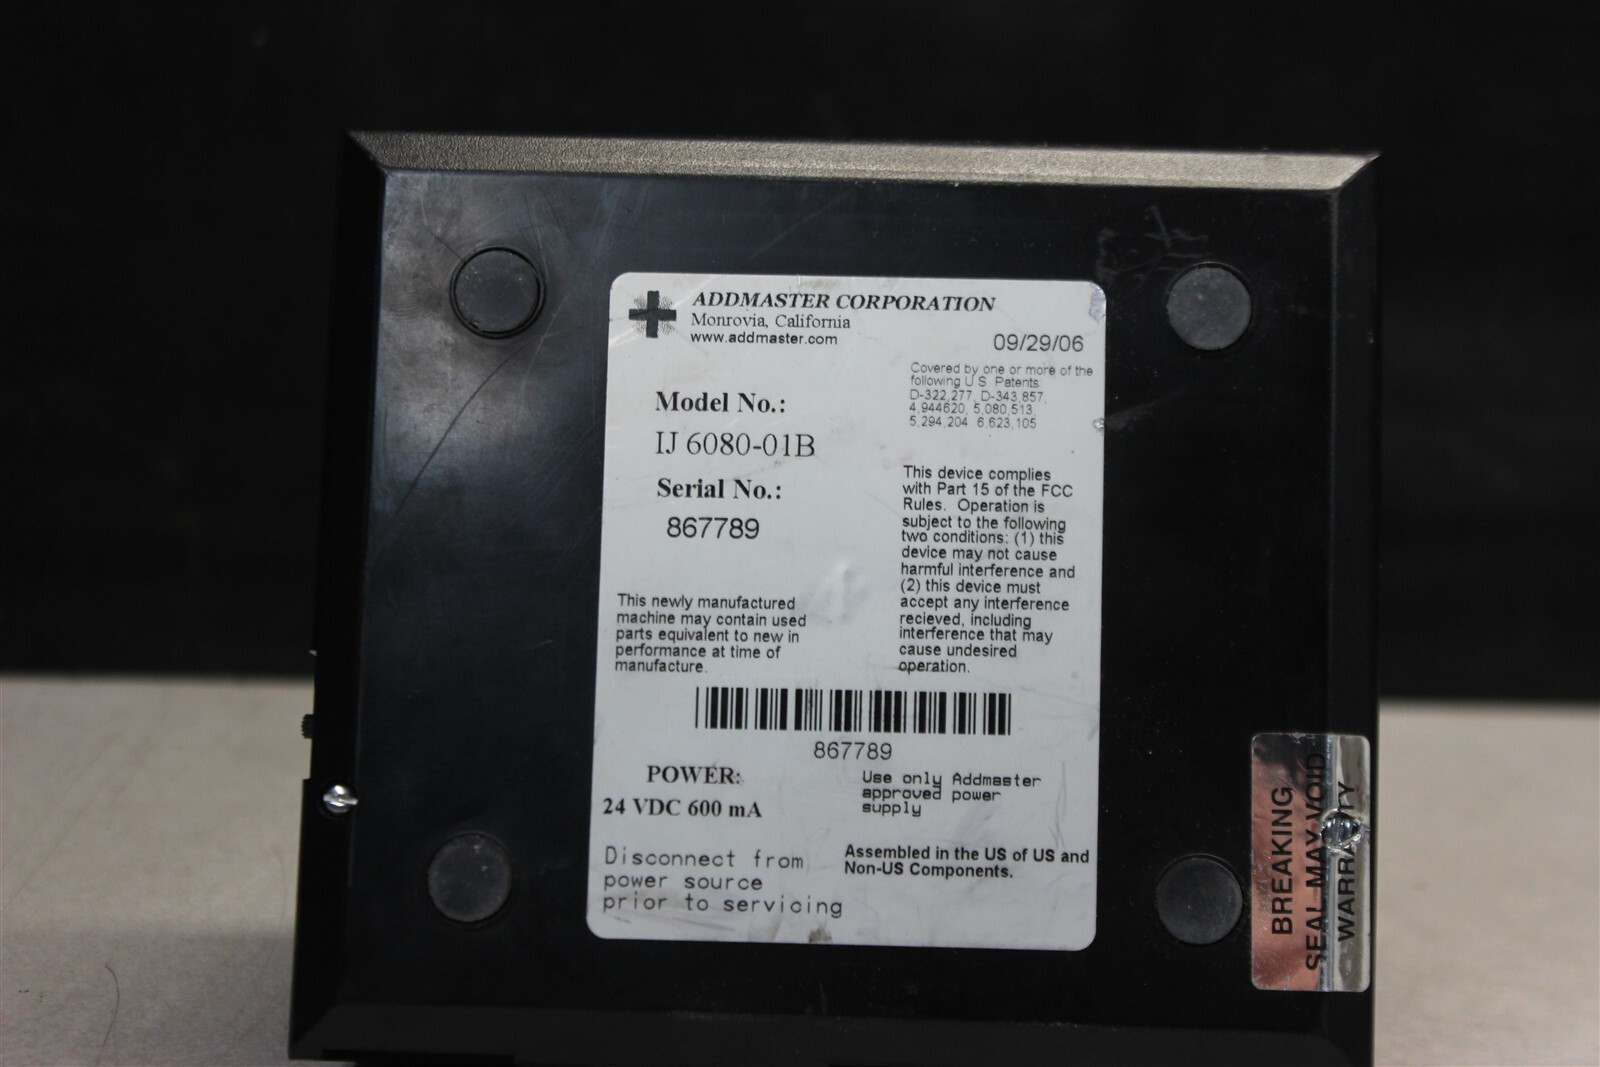 ADDMASTER CORPORATION
Monrovia, California
www.addmaster.com
09/29/06
Covered by one or more of the
following U.S. Patents:
D-322,277, D-343,857,
4,944620, 5,080,513,
5,294,204 6,623,105
Model No.:
IJ 6080-01B
Serial No.:
867789
This device complies
with Part 15 of the FCC
Rules. Operation is
subject to the following
two conditions: (1) this
device may not cause
harmful interference and
(2) this device must
accept any interference
recieved, including
interference that may
cause undesired
operation.
This newly manufactured
machine may contain used
parts equivalent to new in
performance at time of
manufacture.
867789
POWER:
24 VDC 600 mA
Use only Addmaster
approved power
supply
Disconnect from
power source
prior to servicing
Assembled in the US of US and
Non-US Components.
BREAKING
SEAL MAY VOID
WARRANTY